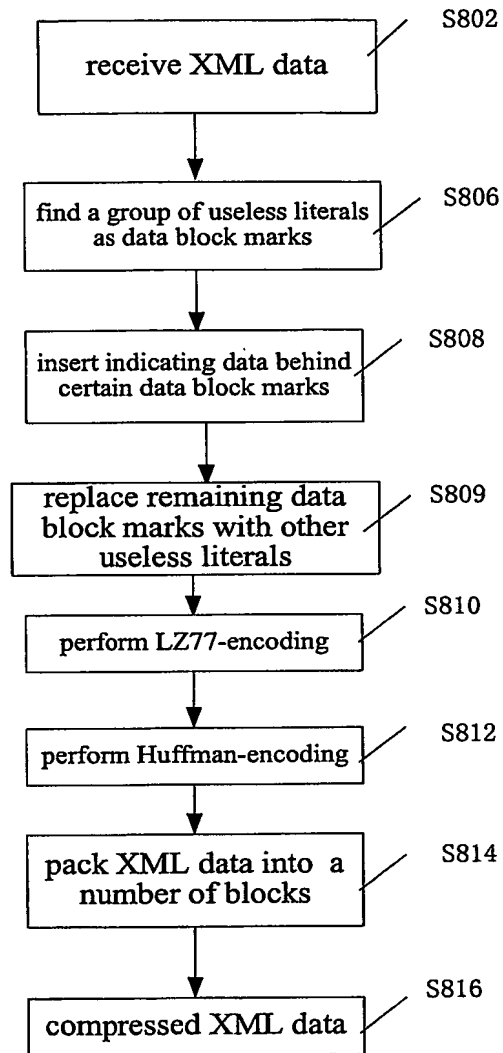 S802
receive XML data
S806
find a group of useless literals
as data block marks
S808
insert indicating data behind
certain data block marks
S809
replace remaining data
block marks with other
useless literals
S810
perform LZ77-encoding
S812
perform Huffman-encoding
S814
pack XML data into a
number of blocks
S816
compressed XML data